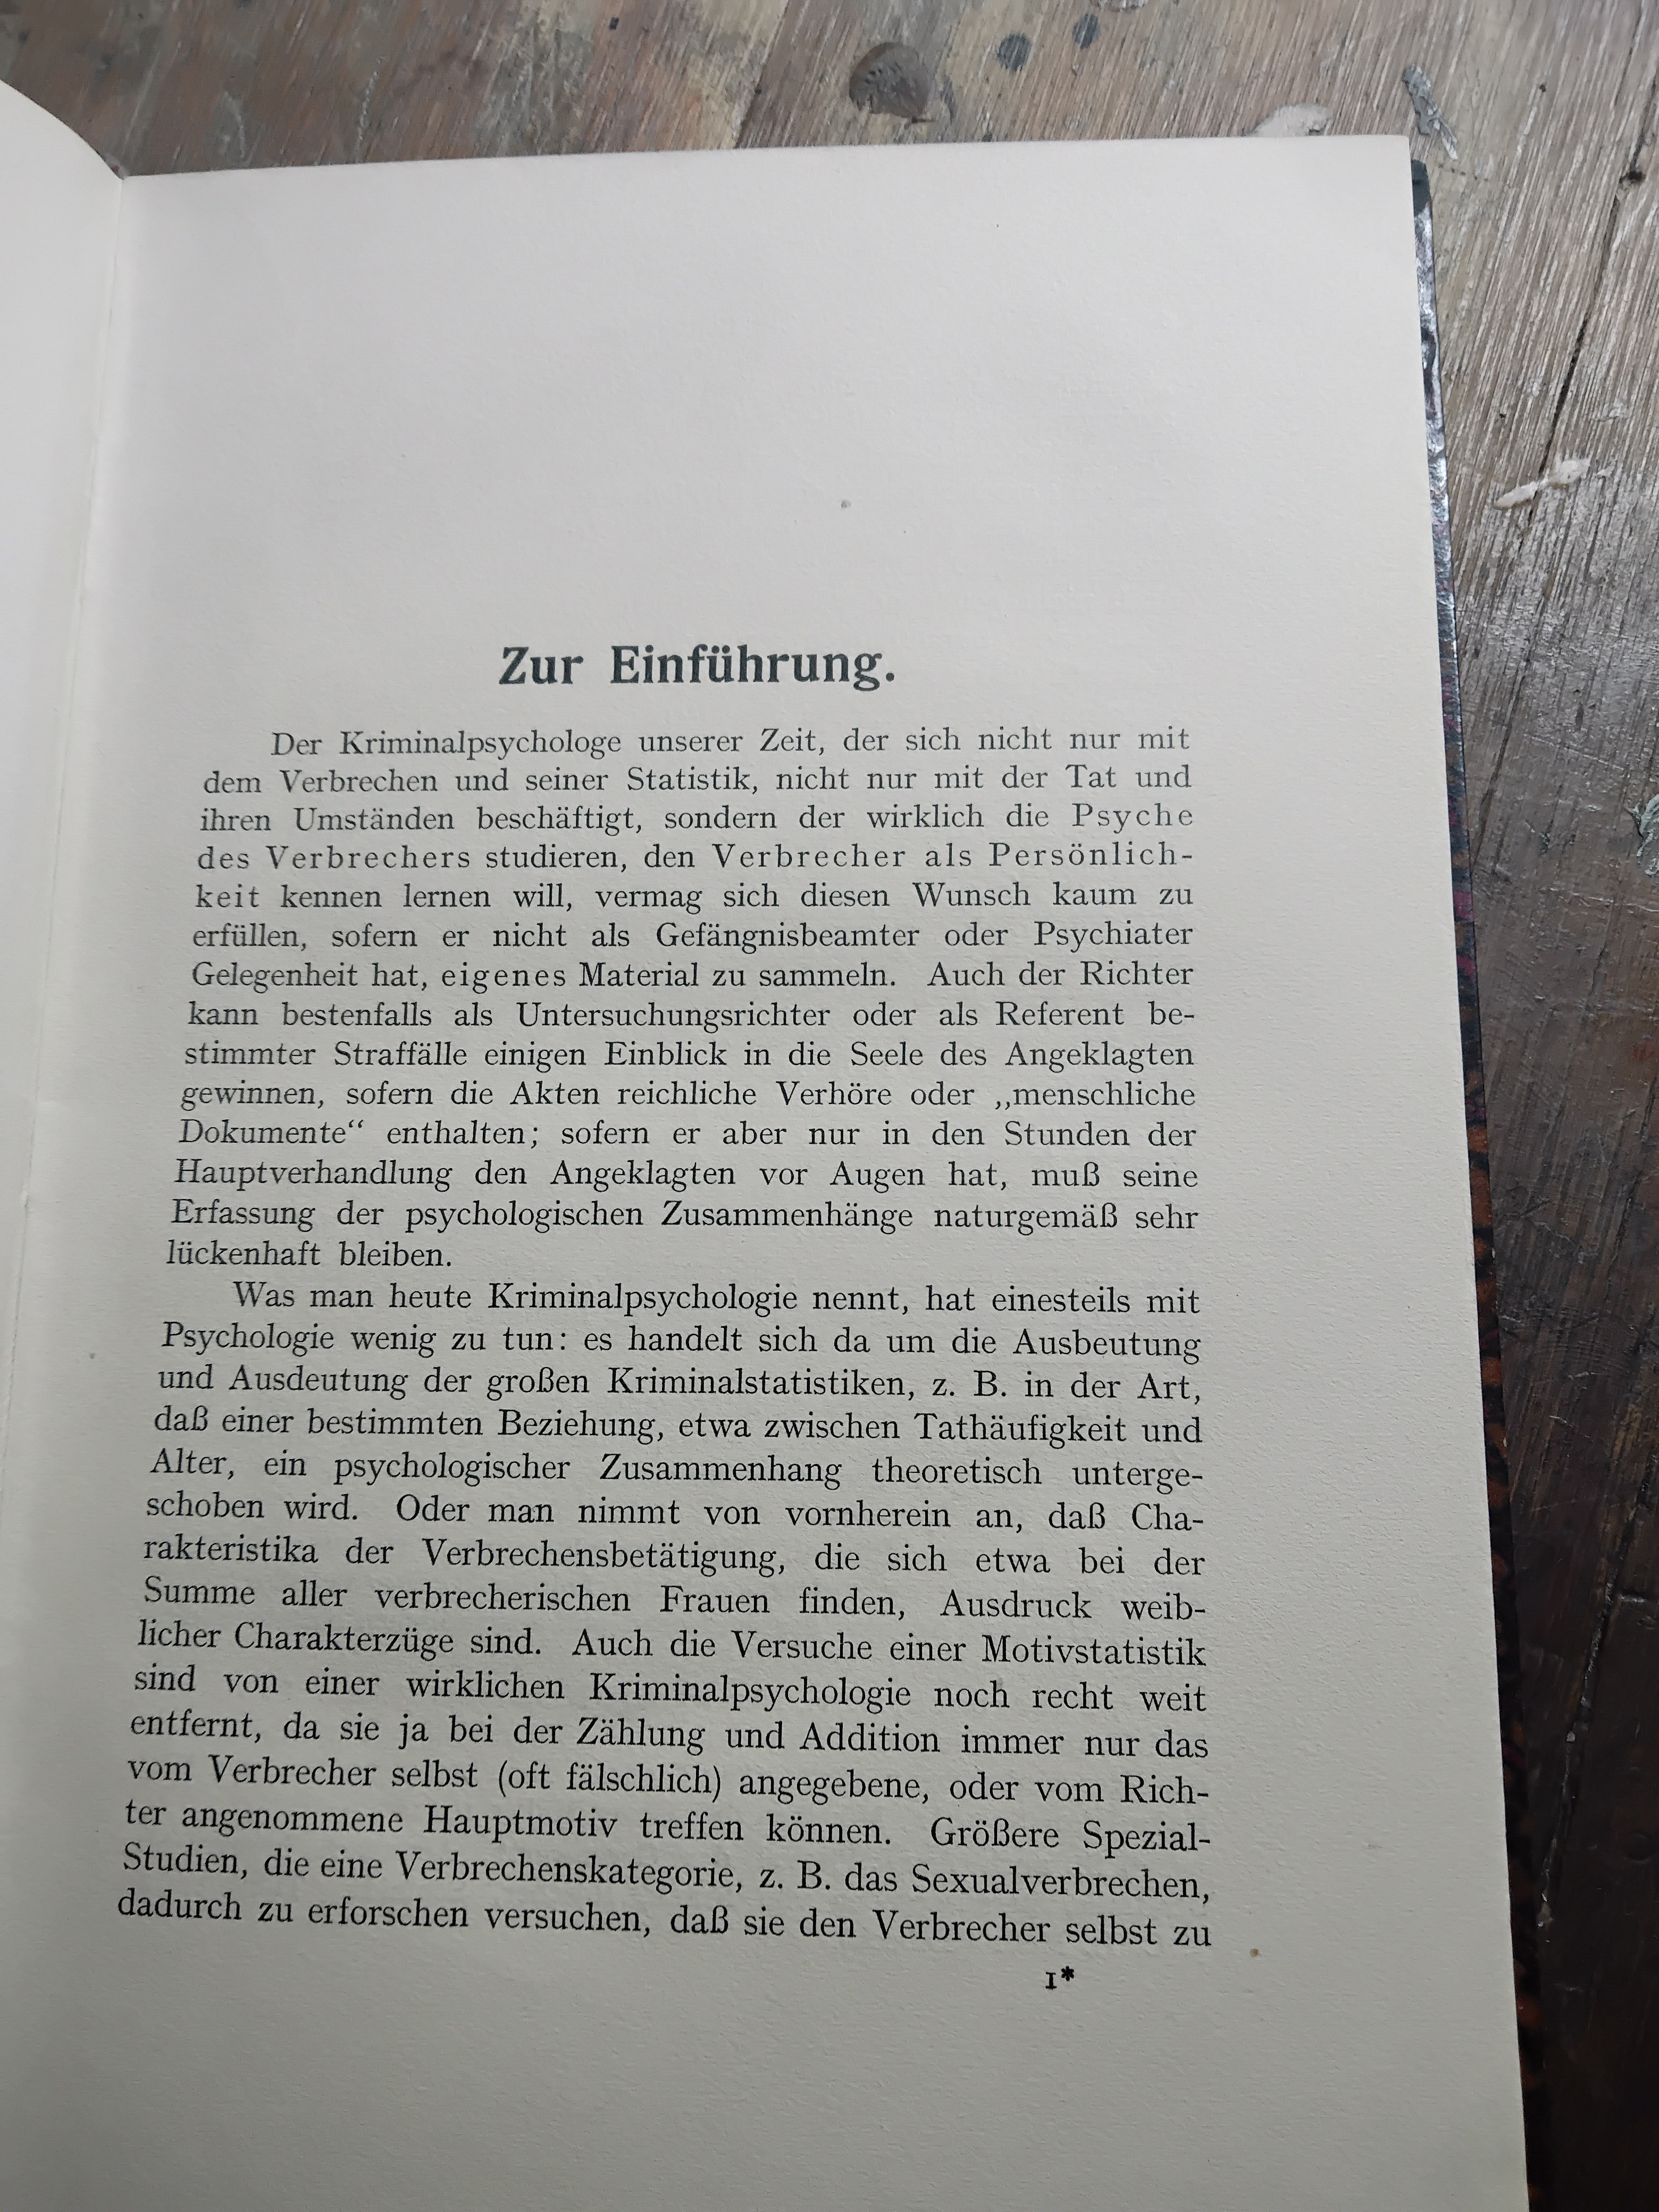 Zur Einführung.
Der Kriminalpsychologe unserer Zeit, der sich nicht nur mit
dem Verbrechen und seiner Statistik, nicht nur mit der Tat und
ihren Umständen beschäftigt, sondern der wirklich die Psyche
des Verbrechers studieren, den Verbrecher als Persönlich-
keit kennen lernen will, vermag sich diesen Wunsch kaum zu
erfüllen, sofern er nicht als Gefängnisbeamter oder Psychiater
Gelegenheit hat, eigenes Material zu sammeln. Auch der Richter
kann bestenfalls als Untersuchungsrichter oder als Referent be-
stimmter Straffälle einigen Einblick in die Seele des Angeklagten
gewinnen, sofern die Akten reichliche Verhöre oder „menschliche
Dokumente“ enthalten; sofern er aber nur in den Stunden der
Hauptverhandlung den Angeklagten vor Augen hat, muß seine
Erfassung der psychologischen Zusammenhänge naturgemäß sehr
lückenhaft bleiben.
Was man heute Kriminalpsychologie nennt, hat einesteils mit
Psychologie wenig zu tun: es handelt sich da um die Ausbeutung
und Ausdeutung der großen Kriminalstatistiken, z. B. in der Art,
daß einer bestimmten Beziehung, etwa zwischen Tathäufigkeit und
Alter, ein psychologischer Zusammenhang theoretisch unterge-
schoben wird. Oder man nimmt von vornherein an, daß Cha-
rakteristika der Verbrechensbetätigung, die sich etwa bei der
Summe aller verbrecherischen Frauen finden, Ausdruck weib-
licher Charakterzüge sind. Auch die Versuche einer Motivstatistik
sind von einer wirklichen Kriminalpsychologie noch recht weit
entfernt, da sie ja bei der Zählung und Addition immer nur das
vom Verbrecher selbst (oft fälschlich) angegebene, oder vom Rich-
ter angenommene Hauptmotiv treffen können. Größere Spezial-
Studien, die eine Verbrechenskategorie, z. B. das Sexualverbrechen,
dadurch zu erforschen versuchen, daß sie den Verbrecher selbst zu
1*